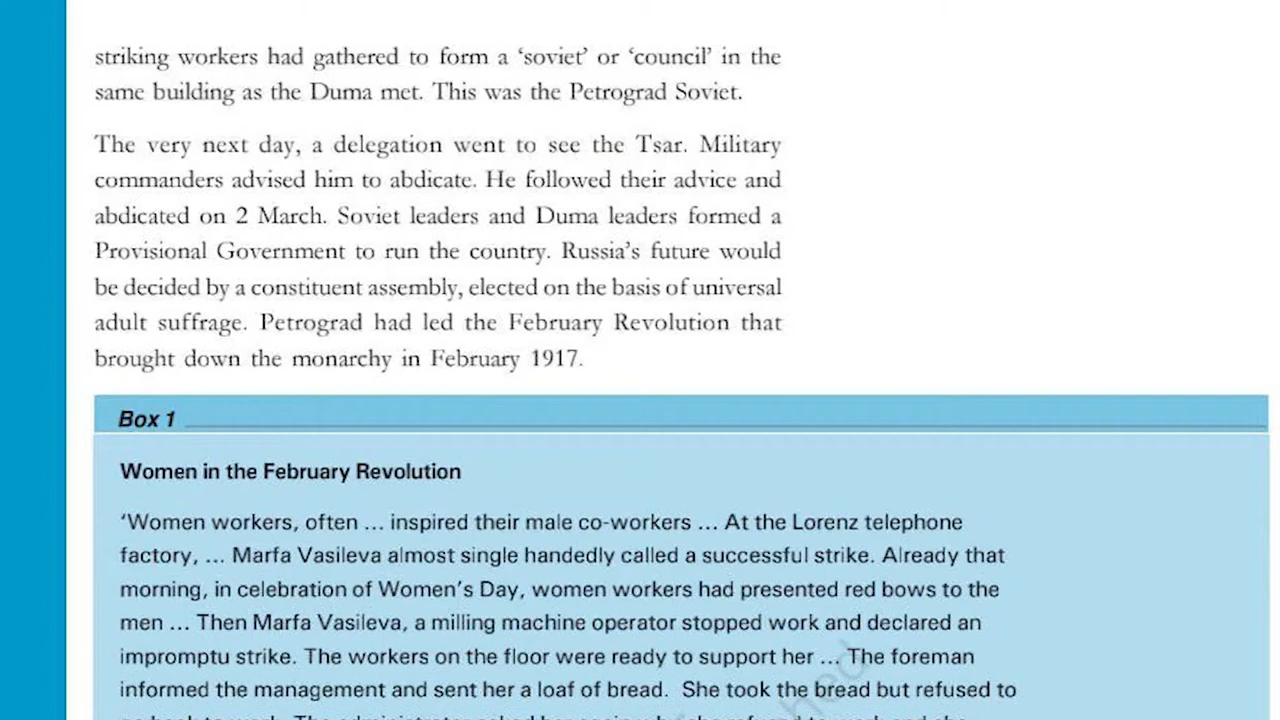 striking workers had gathered to form a ‘soviet’ or ‘council’ in the
same building as the Duma met. This was the Petrograd Soviet.
The very next day, a delegation went to see the Tsar. Military
commanders advised him to abdicate. He followed their advice and
abdicated on 2 March. Soviet leaders and Duma leaders formed a
Provisional Government to run the country. Russia’s future would
be decided by a constituent assembly, elected on the basis of universal
adult suffrage. Petrograd had led the February Revolution that
brought down the monarchy in February 1917.
Box 1
Women in the February Revolution
‘Women workers, often ... inspired their male co-workers ... At the Lorenz telephone
factory, ... Marfa Vasileva almost single handedly called a successful strike. Already that
morning, in celebration of Women’s Day, women workers had presented red bows to the
men ... Then Marfa Vasileva, a milling machine operator stopped work and declared an
impromptu strike. The workers on the floor were ready to support her ... The foreman
informed the management and sent her a loaf of bread. She took the bread but refused to